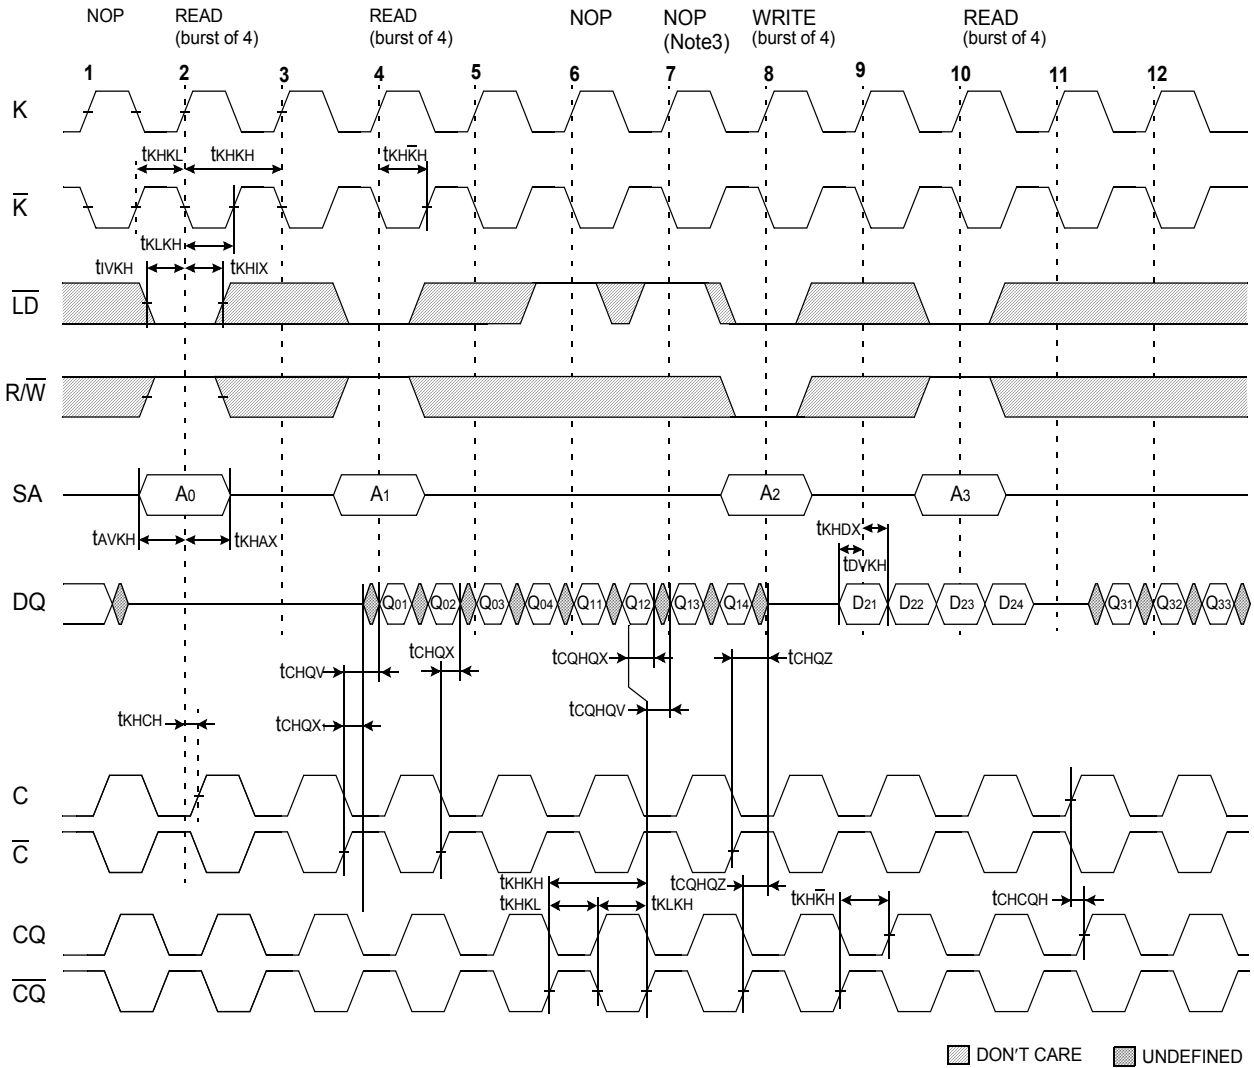 NOP READ READ NOP NOP WRITE READ
(burst of 4) (burst of 4) (Note3) (burst of 4) (burst of 4)
1 2 3 4 5 6 7 8 9 10 11 12
K
tKHKL tKHKH tKHK̅H
K̅
tKLKH
tIVKH tKHIX
L̅D̅
R/W̅
SA A0 A1 A2 A3
tAVKH tKHAX tKHDX
tDVKH
DQ Q01 Q02 Q03 Q04 Q11 Q12 Q13 Q14 D21 D22 D23 D24 Q31 Q32 Q33
tCHQV tCHQX tCQHQX tCHQZ
tKHCH tCHQX1 tCQHQV
C
C̅
tKHKH tCQHQZ tKHK̅H tCHCQH
tKHKL tKLKH
CQ
C̅Q̅
DON'T CARE UNDEFINED